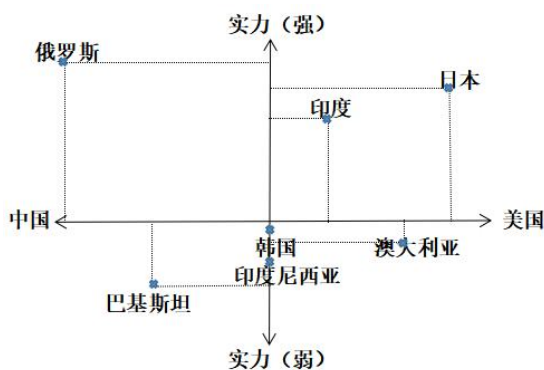 实力（强）
俄罗斯
日本
印度
中国
美国
韩国
澳大利亚
印度尼西亚
巴基斯坦
实力（弱）